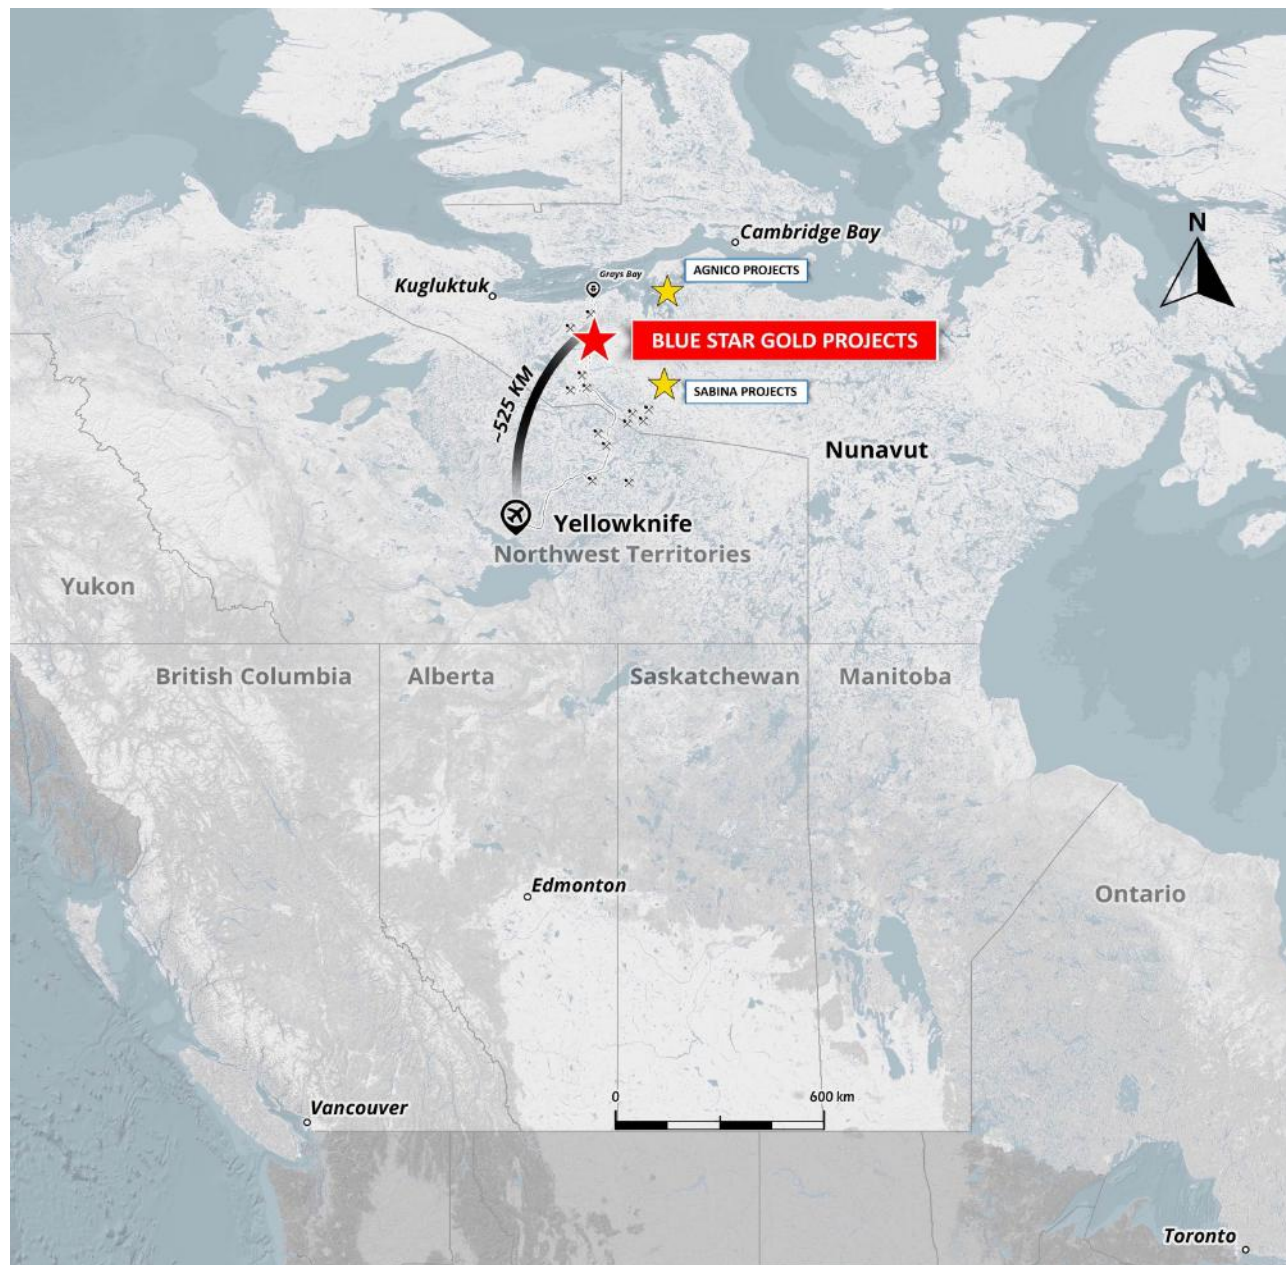 N
Cambridge Bay
AGNICO PROJECTS
Grays Bay
Kugluktuk
BLUE STAR GOLD PROJECTS
~525 KM
SABINA PROJECTS
Nunavut
Yellowknife
Northwest Territories
Yukon
British Columbia
Alberta
Saskatchewan
Manitoba
Edmonton
Ontario
0
600 km
Vancouver
Toronto